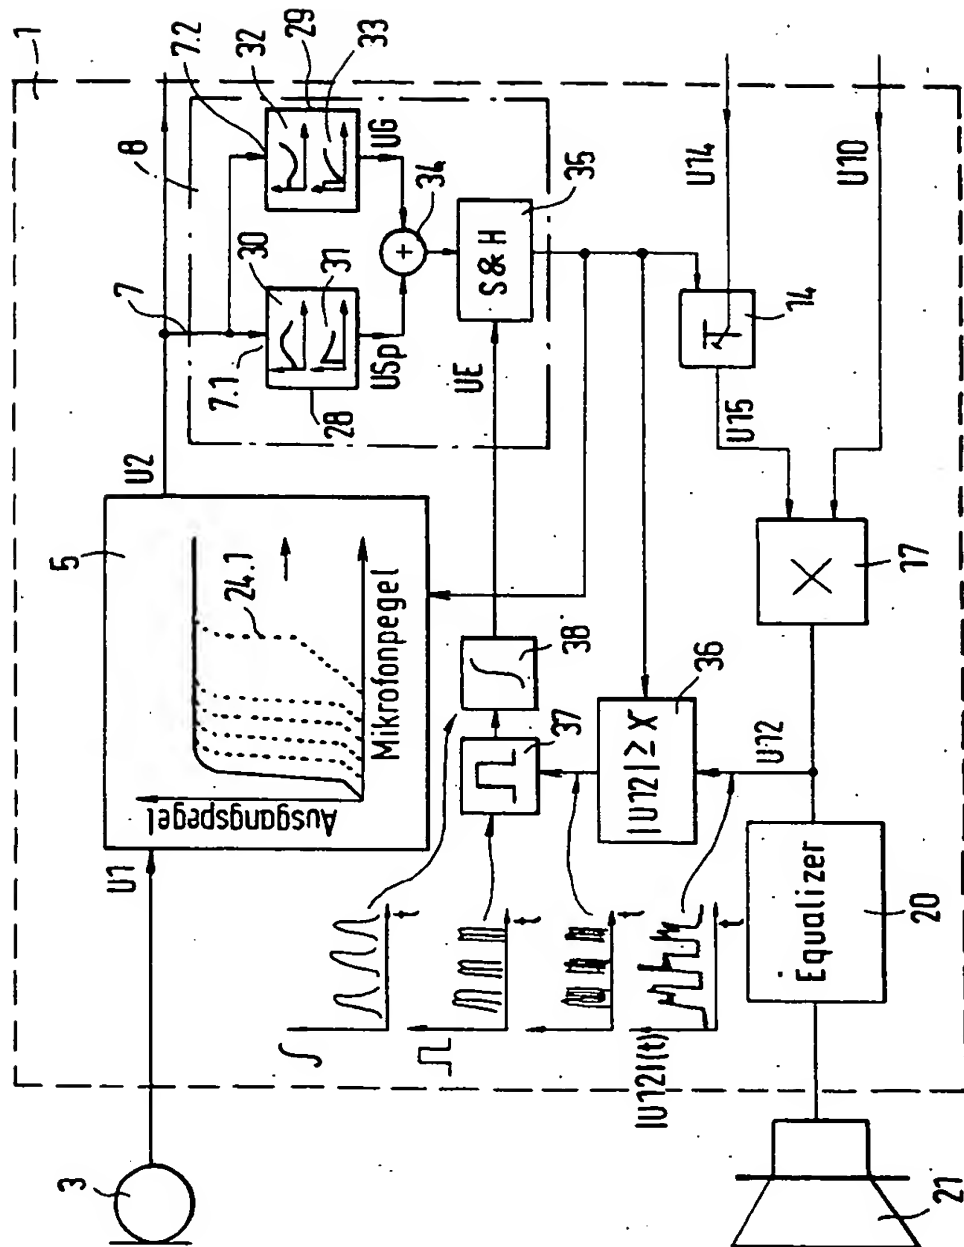 1
3
U1
5
Ausgangspegel
Mikrofonpegel
24.1
U2
7
8
7.1
7.2
30
31
28
32
29
33
USp
UG
+
34
S & H
35
UE
38
37
|U12| ≥ X
36
U12
t
t
t
|U12|(t)
t
14
U14
U15
U10
X
17
Equalizer
20
21